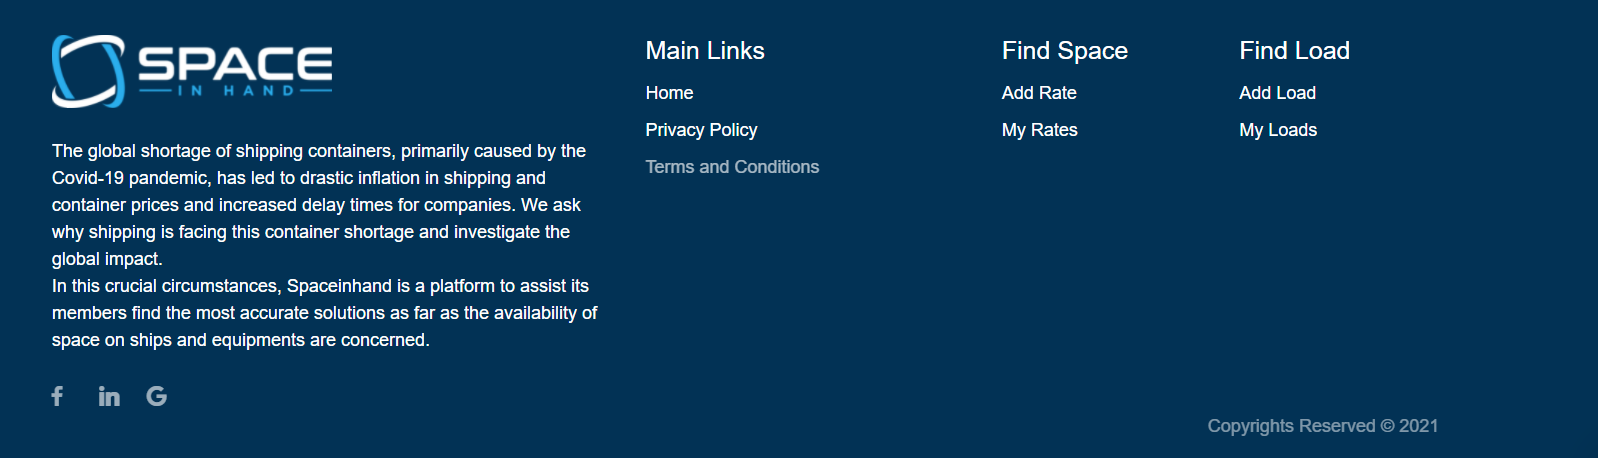 SPACE
IN HAND
The global shortage of shipping containers, primarily caused by the
Covid-19 pandemic, has led to drastic inflation in shipping and
container prices and increased delay times for companies. We ask
why shipping is facing this container shortage and investigate the
global impact.
In this crucial circumstances, Spaceinhand is a platform to assist its
members find the most accurate solutions as far as the availability of
space on ships and equipments are concerned.
Main Links
Home
Privacy Policy
Terms and Conditions
Find Space
Add Rate
My Rates
Find Load
Add Load
My Loads
Copyrights Reserved © 2021